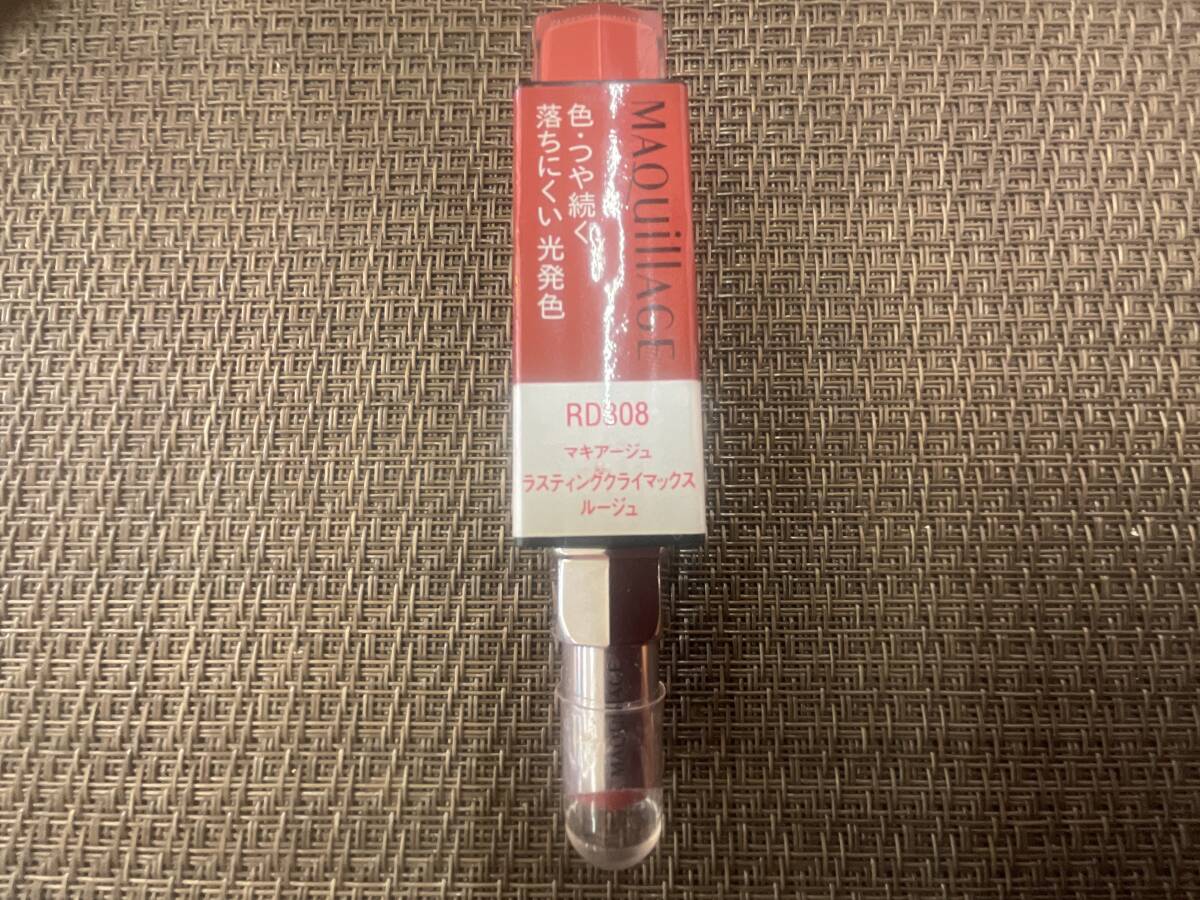 MAQUillAGE
色・つや続く
落ちにくい 光発色
RD308
マキアージュ
ラスティングクライマックス
ルージュ